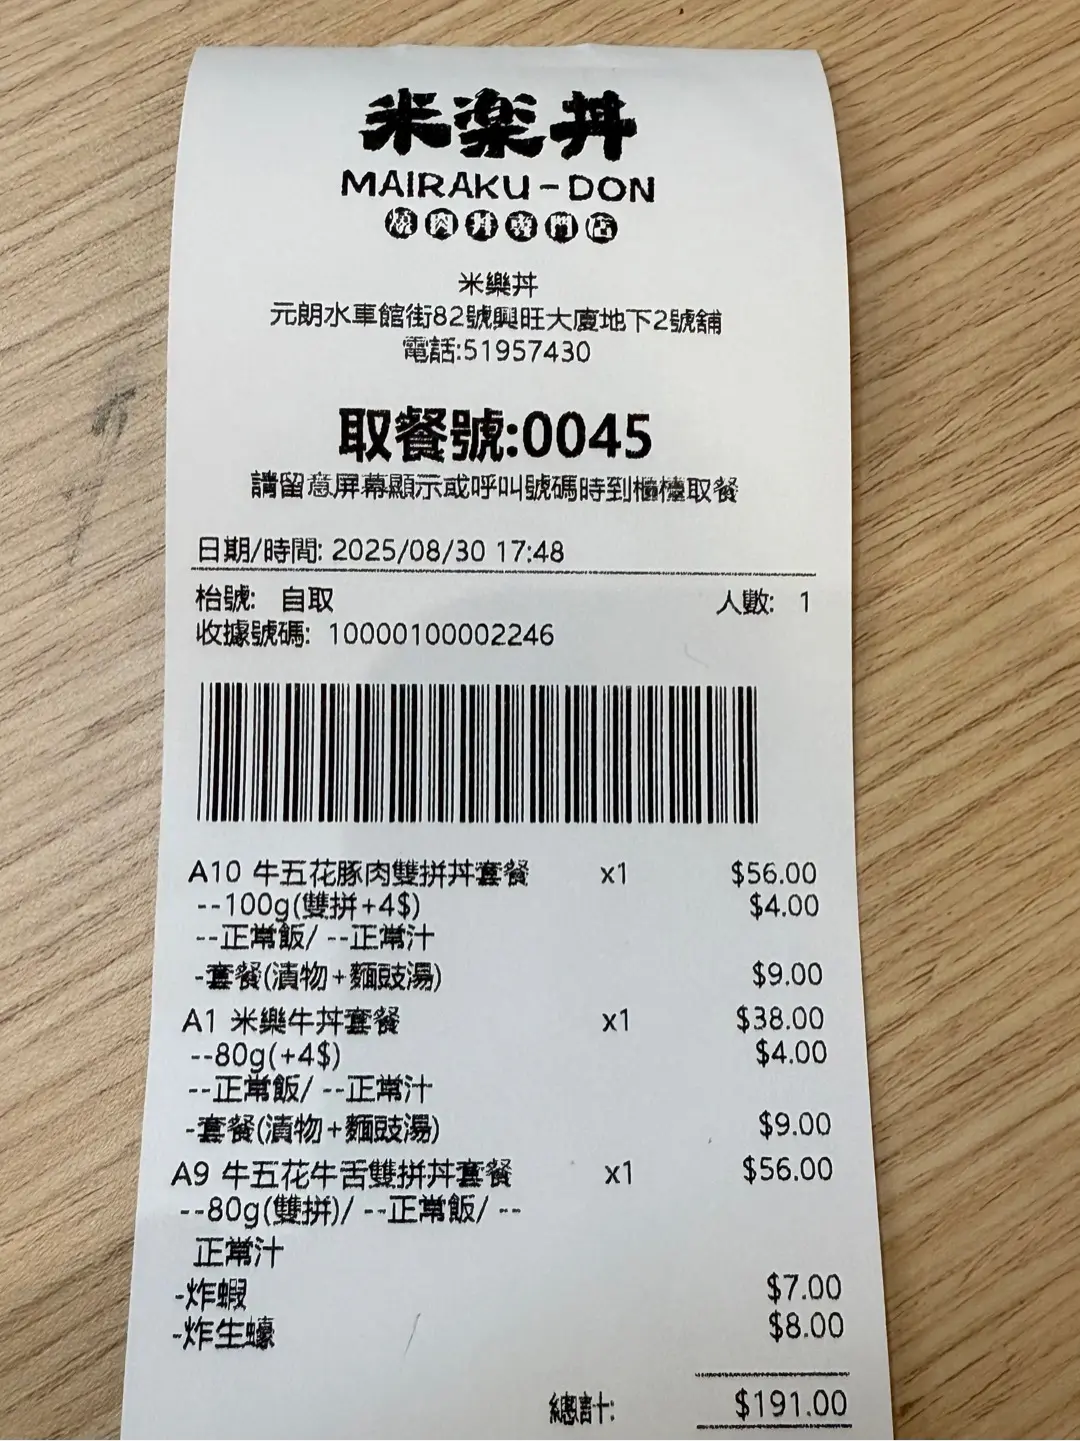 米楽丼
MAIRAKU-DON
燒肉丼專門店
米樂丼
元朗水車館街82號興旺大廈地下2號舖
電話:51957430
取餐號:0045
請留意屏幕顯示或呼叫號碼時到櫃檯取餐
日期/時間: 2025/08/30 17:48
枱號: 自取 人數: 1
收據號碼: 10000100002246
A10 牛五花豚肉雙拼丼套餐 x1 $56.00
--100g(雙拼+4$) $4.00
--正常飯/ --正常汁
-套餐(漬物+麵豉湯) $9.00
A1 米樂牛丼套餐 x1 $38.00
--80g(+4$) $4.00
--正常飯/ --正常汁
-套餐(漬物+麵豉湯) $9.00
A9 牛五花牛舌雙拼丼套餐 x1 $56.00
--80g(雙拼)/ --正常飯/ --
正常汁
-炸蝦 $7.00
-炸生蠔 $8.00
總計: $191.00